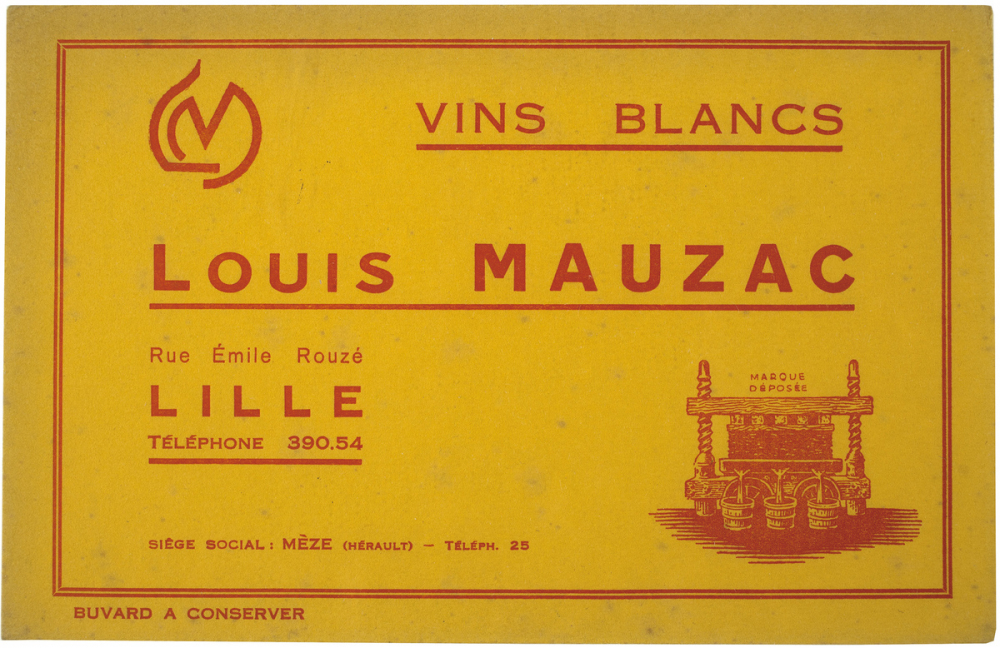 VINS BLANCS
LOUIS MAUZAC
Rue Émile Rouzé
LILLE
TÉLÉPHONE 390.54
MARQUE
DÉPOSÉE
SIÈGE SOCIAL : MÈZE (HÉRAULT) — TÉLÉPH. 25
BUVARD A CONSERVER